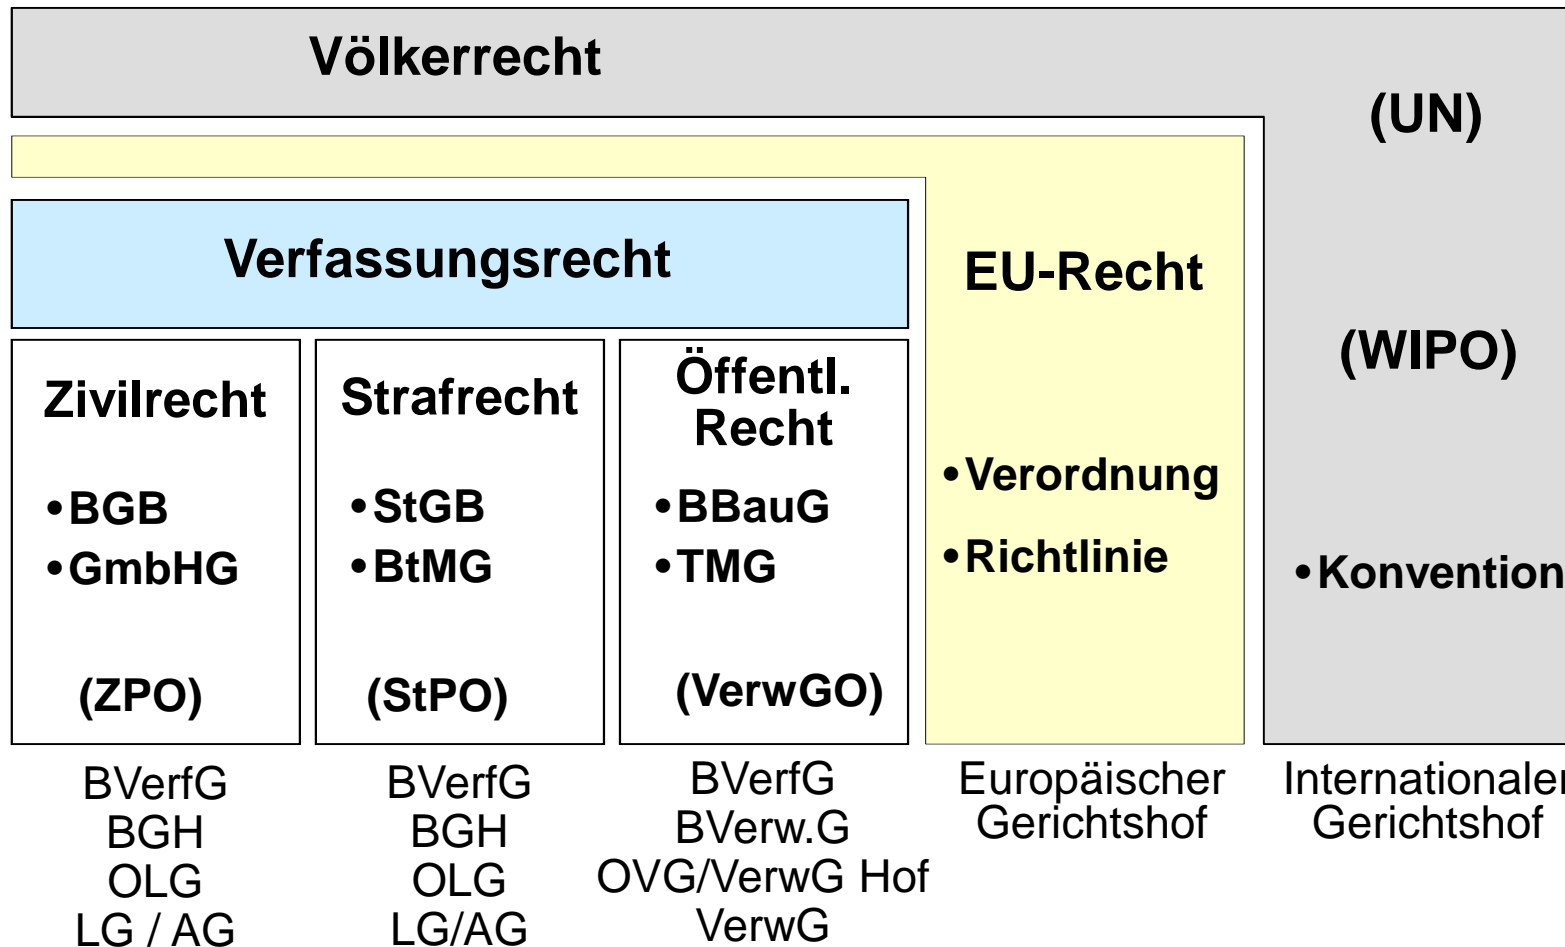 Völkerrecht
(UN)
(WIPO)
•Konvention
EU-Recht
•Verordnung
•Richtlinie
Verfassungsrecht
Zivilrecht
•BGB
•GmbHG
(ZPO)
Strafrecht
•StGB
•BtMG
(StPO)
Öffentl.
Recht
•BBauG
•TMG
(VerwGO)
BVerfG
BGH
OLG
LG / AG
BVerfG
BGH
OLG
LG/AG
BVerfG
BVerw.G
OVG/VerwG Hof
VerwG
Europäischer
Gerichtshof
Internationaler
Gerichtshof